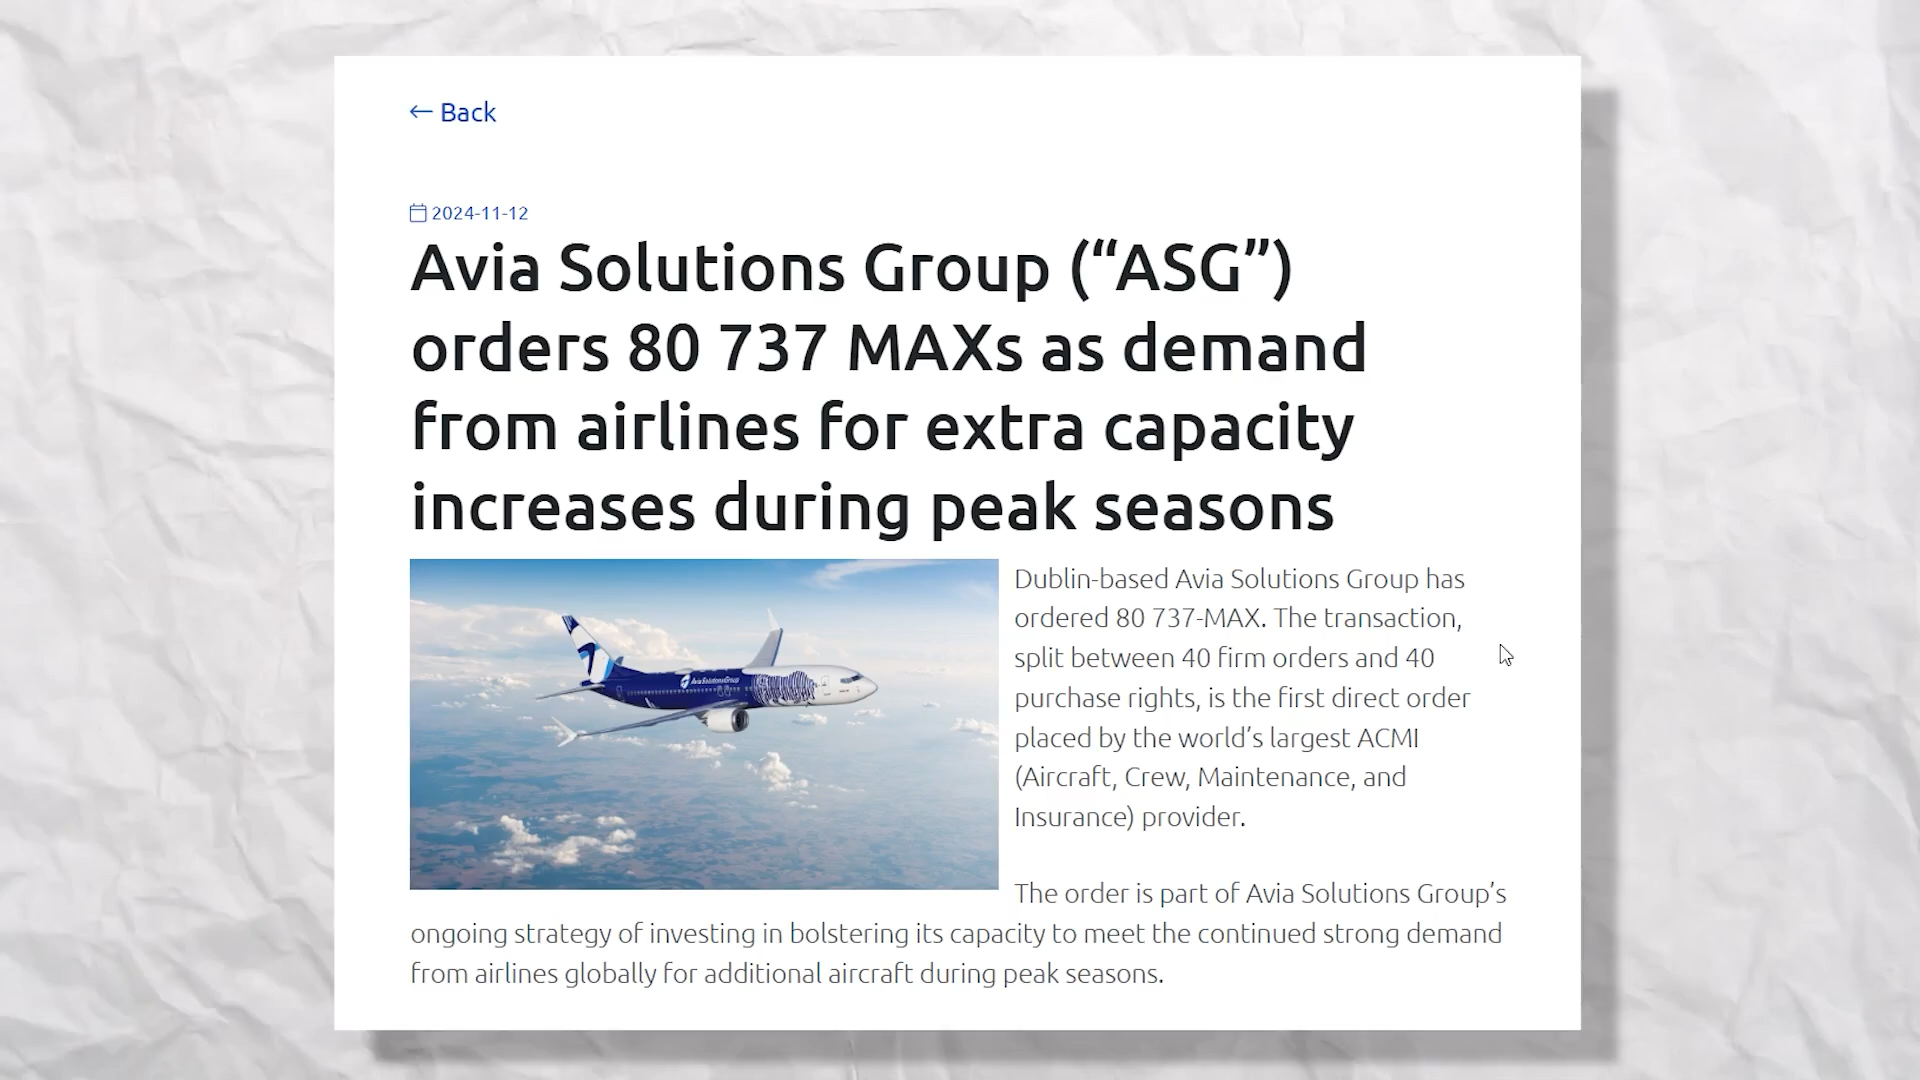 ← Back
2024-11-12
Avia Solutions Group (“ASG”)
orders 80 737 MAXs as demand
from airlines for extra capacity
increases during peak seasons
AviaSolutionsGroup
Dublin-based Avia Solutions Group has
ordered 80 737-MAX. The transaction,
split between 40 firm orders and 40
purchase rights, is the first direct order
placed by the world’s largest ACMI
(Aircraft, Crew, Maintenance, and
Insurance) provider.
The order is part of Avia Solutions Group’s
ongoing strategy of investing in bolstering its capacity to meet the continued strong demand
from airlines globally for additional aircraft during peak seasons.